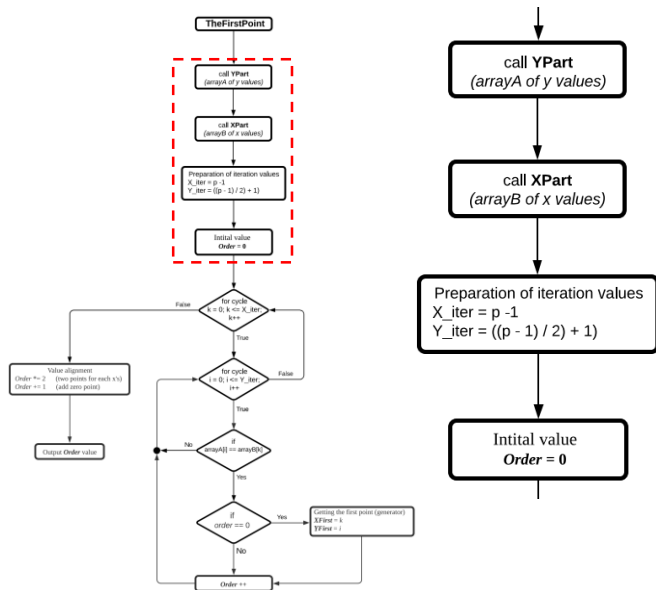 TheFirstPoint
call YPart
(arrayA of y values)
call XPart
(arrayB of x values)
Preparation of iteration values
X_iter = p -1
Y_iter = ((p - 1) / 2) + 1)
Intital value
Order = 0
for cycle
k = 0; k <= X_iter;
k++
False
True
for cycle
i = 0; i <= Y_iter;
i++
False
True
Value alignment
Order *= 2 (two points for each x's)
Order += 1 (add zero point)
Output Order value
if
arrayA[i] == arrayB[k]
No
Yes
if
order == 0
Yes
No
Getting the first point (generator)
XFirst = k
YFirst = i
Order ++
call YPart
(arrayA of y values)
call XPart
(arrayB of x values)
Preparation of iteration values
X_iter = p -1
Y_iter = ((p - 1) / 2) + 1)
Intital value
Order = 0